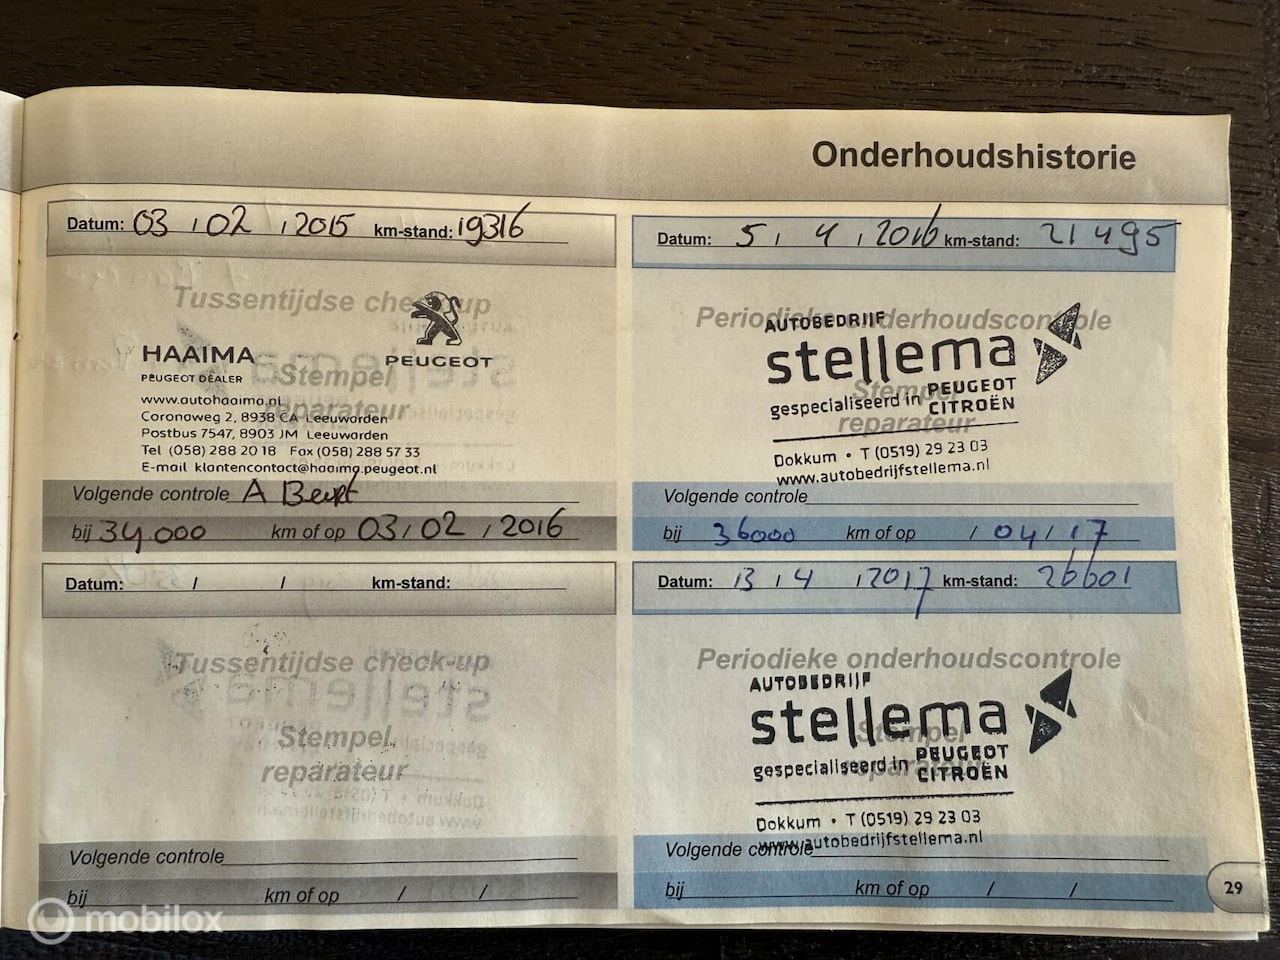 Onderhoudshistorie
Datum: 03 / 02 / 2015 km-stand: 19316
Tussentijdse check-up
PEUGEOT
HAAIMA
PEUGEOT DEALER
Stempel
reparateur
www.autohaaima.nl
Coronaweg 2, 8938 CA Leeuwarden
Postbus 7547, 8903 JM Leeuwarden
Tel (058) 288 20 18 Fax (058) 288 57 33
E-mail klantencontact@haaima.peugeot.nl
Volgende controle A Beurt
bij 34.000 km of op 03 / 02 / 2016
Datum: 5 / 4 / 2016 km-stand: 21495
Periodieke onderhoudscontrole
AUTOBEDRIJF
stellema
gespecialiseerd in PEUGEOT
CITROËN
Stempel
reparateur
Dokkum • T (0519) 29 23 03
www.autobedrijfstellema.nl
Volgende controle
bij 36000 km of op / 04 / 17
Datum: / / km-stand:
Tussentijdse check-up
Stempel
reparateur
Volgende controle
bij km of op / /
Datum: 13 / 4 / 2017 km-stand: 26601
Periodieke onderhoudscontrole
AUTOBEDRIJF
stellema
Stempel
gespecialiseerd in PEUGEOT
CITROËN
Dokkum • T (0519) 29 23 03
www.autobedrijfstellema.nl
Volgende controle
bij km of op / /
29
mobilox